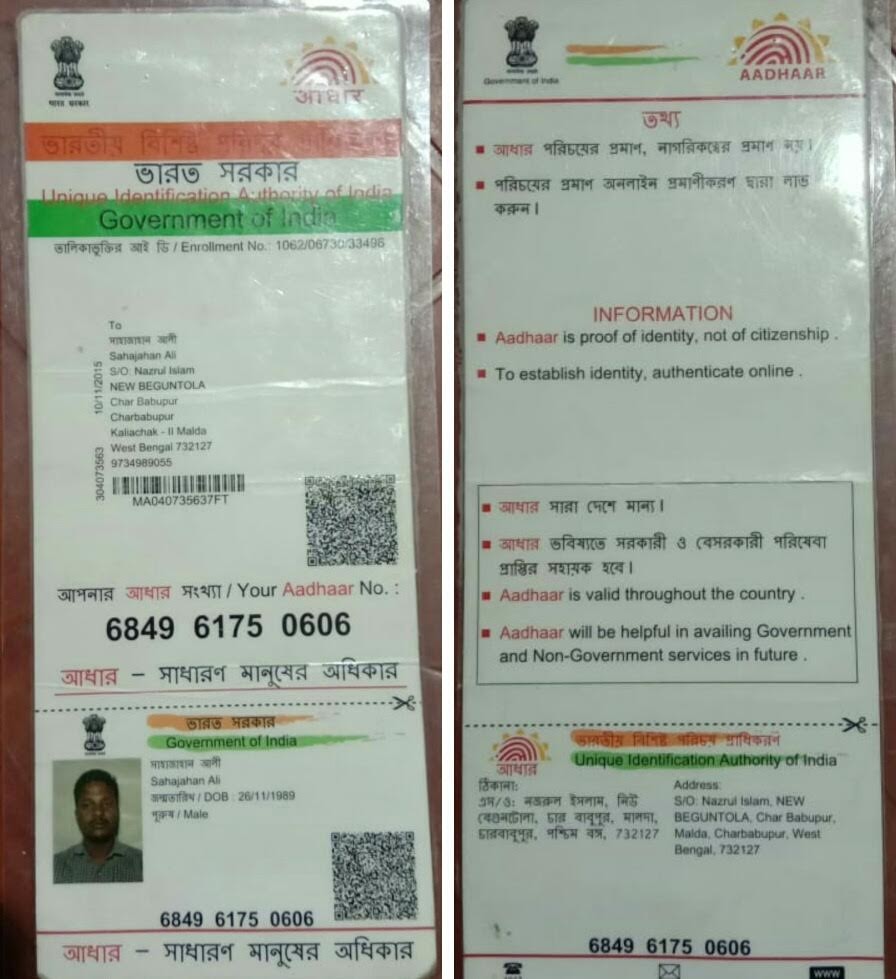 भारत सरकार
आधार
ভারতীয় বিশিষ্ট পরিচয় প্রাধিকরণ
ভারত সরকার
Unique Identification Authority of India
Government of India
তালিকাভুক্তির আই ডি / Enrollment No.: 1062/06730/33498
To
সাহাজাহান আলী
Sahajahan Ali
S/O: Nazrul Islam
NEW BEGUNTOLA
Char Babupur
Charbabupur
Kaliachak - II Malda
West Bengal 732127
9734989055
10/11/2015
304073563
MA040735637FT
আপনার আধার সংখ্যা / Your Aadhaar No. :
6849 6175 0606
আধার – সাধারণ মানুষের অধিকার
ভারত সরকার
Government of India
সাহাজাহান আলী
Sahajahan Ali
জন্মতারিখ / DOB : 26/11/1989
পুরুষ / Male
6849 6175 0606
আধার – সাধারণ মানুষের অধিকার
Government of India
AADHAAR
তথ্য
আধার পরিচয়ের প্রমাণ, নাগরিকত্বের প্রমাণ নয়।
পরিচয়ের প্রমাণ অনলাইন প্রমাণীকরণ দ্বারা লাভ
করুন।
INFORMATION
Aadhaar is proof of identity, not of citizenship .
To establish identity, authenticate online .
আধার সারা দেশে মান্য।
আধার ভবিষ্যতে সরকারী ও বেসরকারী পরিষেবা
প্রাপ্তির সহায়ক হবে।
Aadhaar is valid throughout the country .
Aadhaar will be helpful in availing Government
and Non-Government services in future .
আধার
ভারতীয় বিশিষ্ট পরিচয় প্রাধিকরণ
Unique Identification Authority of India
ঠিকানা:
এস/ও: নজরুল ইসলাম, নিউ
বেগুনটোলা, চার বাবুপুর, মালদা,
চারবাবুপুর, পশ্চিম বঙ্গ, 732127
Address:
S/O: Nazrul Islam, NEW
BEGUNTOLA, Char Babupur,
Malda, Charbabupur, West
Bengal, 732127
6849 6175 0606
WWW